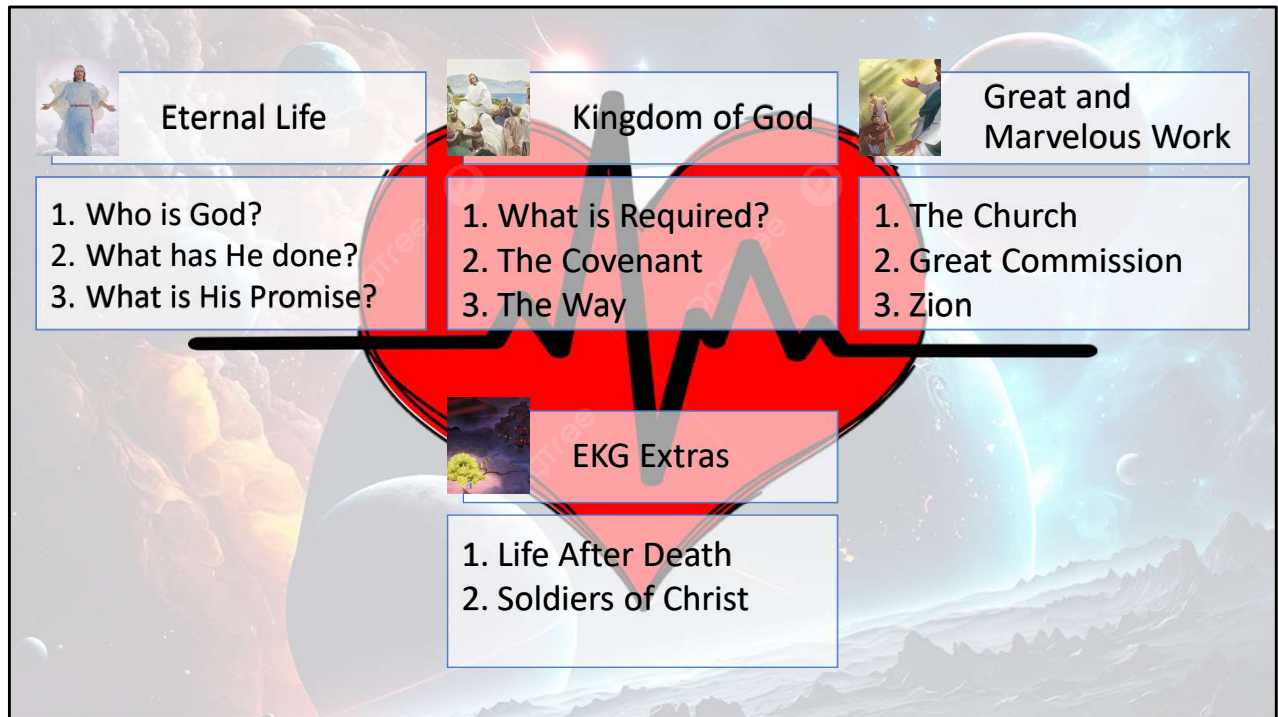 Eternal Life
1. Who is God?
2. What has He done?
3. What is His Promise?
Kingdom of God
1. What is Required?
2. The Covenant
3. The Way
Great and
Marvelous Work
1. The Church
2. Great Commission
3. Zion
EKG Extras
1. Life After Death
2. Soldiers of Christ